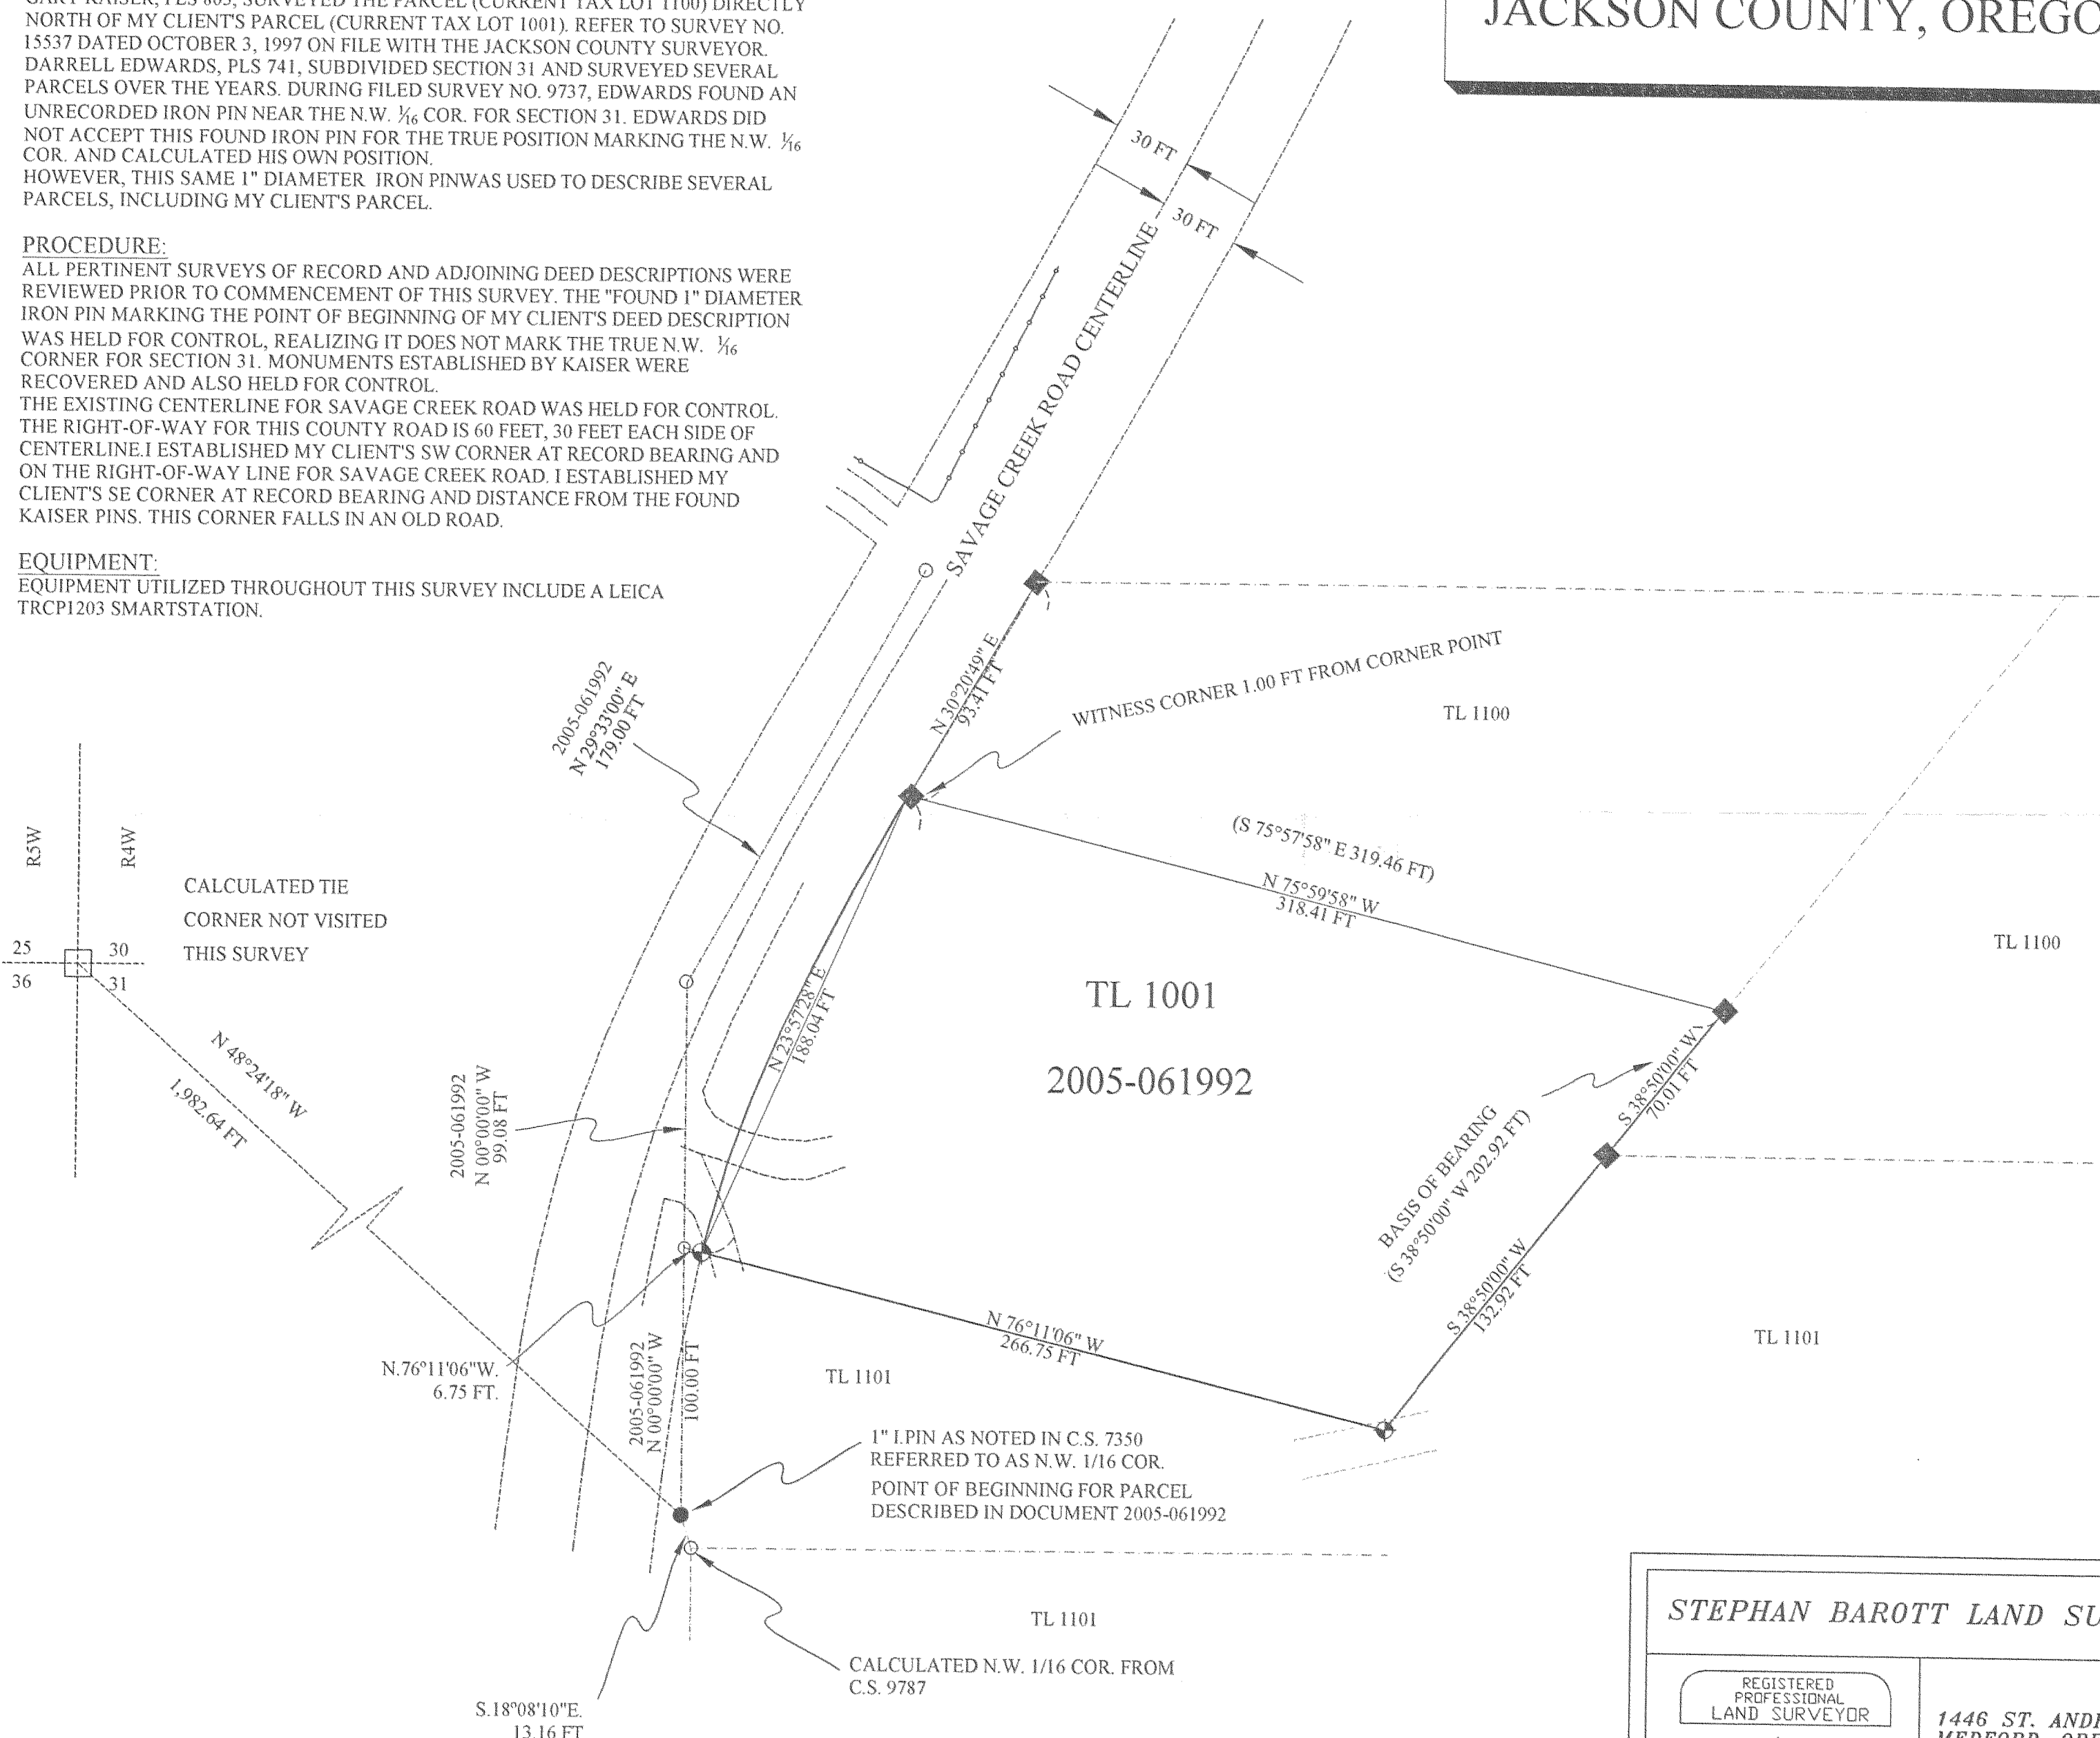 GARY KAISER, PLS 803, SURVEYED THE PARCEL (CURRENT TAX LOT 1100) DIRECTLY
NORTH OF MY CLIENT'S PARCEL (CURRENT TAX LOT 1001). REFER TO SURVEY NO.
15537 DATED OCTOBER 3, 1997 ON FILE WITH THE JACKSON COUNTY SURVEYOR.
DARRELL EDWARDS, PLS 741, SUBDIVIDED SECTION 31 AND SURVEYED SEVERAL
PARCELS OVER THE YEARS. DURING FILED SURVEY NO. 9737, EDWARDS FOUND AN
UNRECORDED IRON PIN NEAR THE N.W. 1/16 COR. FOR SECTION 31. EDWARDS DID
NOT ACCEPT THIS FOUND IRON PIN FOR THE TRUE POSITION MARKING THE N.W. 1/16
COR. AND CALCULATED HIS OWN POSITION.
HOWEVER, THIS SAME 1" DIAMETER IRON PINWAS USED TO DESCRIBE SEVERAL
PARCELS, INCLUDING MY CLIENT'S PARCEL.
PROCEDURE:
ALL PERTINENT SURVEYS OF RECORD AND ADJOINING DEED DESCRIPTIONS WERE
REVIEWED PRIOR TO COMMENCEMENT OF THIS SURVEY. THE "FOUND 1" DIAMETER
IRON PIN MARKING THE POINT OF BEGINNING OF MY CLIENT'S DEED DESCRIPTION
WAS HELD FOR CONTROL, REALIZING IT DOES NOT MARK THE TRUE N.W. 1/16
CORNER FOR SECTION 31. MONUMENTS ESTABLISHED BY KAISER WERE
RECOVERED AND ALSO HELD FOR CONTROL.
THE EXISTING CENTERLINE FOR SAVAGE CREEK ROAD WAS HELD FOR CONTROL.
THE RIGHT-OF-WAY FOR THIS COUNTY ROAD IS 60 FEET, 30 FEET EACH SIDE OF
CENTERLINE.I ESTABLISHED MY CLIENT'S SW CORNER AT RECORD BEARING AND
ON THE RIGHT-OF-WAY LINE FOR SAVAGE CREEK ROAD. I ESTABLISHED MY
CLIENT'S SE CORNER AT RECORD BEARING AND DISTANCE FROM THE FOUND
KAISER PINS. THIS CORNER FALLS IN AN OLD ROAD.
EQUIPMENT:
EQUIPMENT UTILIZED THROUGHOUT THIS SURVEY INCLUDE A LEICA
TRCP1203 SMARTSTATION.
JACKSON COUNTY, OREGO
30 FT
30 FT
SAVAGE CREEK ROAD CENTERLINE
N 30°20'49" E
93.41 FT
WITNESS CORNER 1.00 FT FROM CORNER POINT
TL 1100
2005-061992
N 29°33'00" E
179.00 FT
(S 75°57'58" E 319.46 FT)
N 75°59'58" W
318.41 FT
TL 1100
R5W
R4W
CALCULATED TIE
CORNER NOT VISITED
THIS SURVEY
25
30
36
31
N 48°24'18" W
1,982.64 FT
N 23°57'28" E
188.04 FT
TL 1001
2005-061992
2005-061992
N 00°00'00" W
99.08 FT
BASIS OF BEARING
(S 38°50'00" W 202.92 FT)
S 38°50'00" W
70.01 FT
S 38°50'00" W
132.92 FT
N 76°11'06" W
266.75 FT
TL 1101
TL 1101
N.76°11'06"W.
6.75 FT.
2005-061992
N 00°00'00" W
100.00 FT
1" I.PIN AS NOTED IN C.S. 7350
REFERRED TO AS N.W. 1/16 COR.
POINT OF BEGINNING FOR PARCEL
DESCRIBED IN DOCUMENT 2005-061992
TL 1101
CALCULATED N.W. 1/16 COR. FROM
C.S. 9787
S.18°08'10"E.
13.16 FT
STEPHAN BAROTT LAND SU
REGISTERED
PROFESSIONAL
LAND SURVEYOR
1446 ST. AND
MEDFORD, ORE